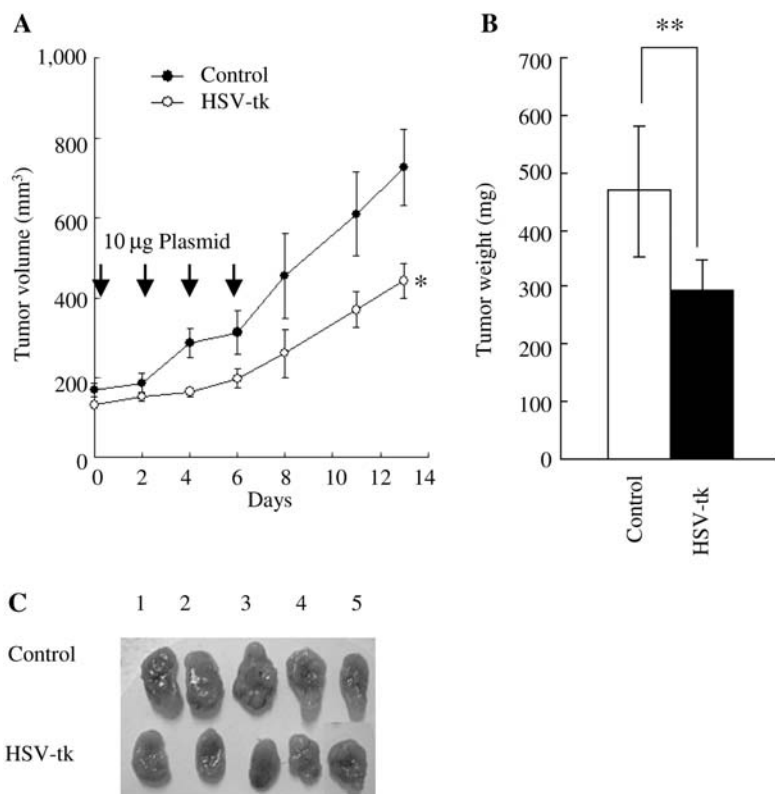 A
Tumor volume (mm³)
1,000
800
600
400
200
0
Control
HSV-tk
10 μg Plasmid
*
0 2 4 6 8 10 12 14
Days
B
**
Tumor weight (mg)
700
600
500
400
300
200
100
0
Control
HSV-tk
C
1 2 3 4 5
Control
HSV-tk